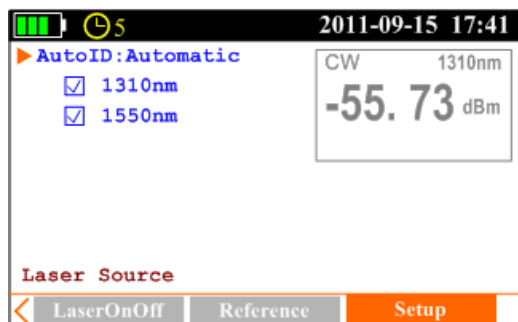 5 2011-09-15 17:41
AutoID:Automatic
1310nm
1550nm
CW 1310nm
-55. 73 dBm
Laser Source
LaserOnOff Reference Setup